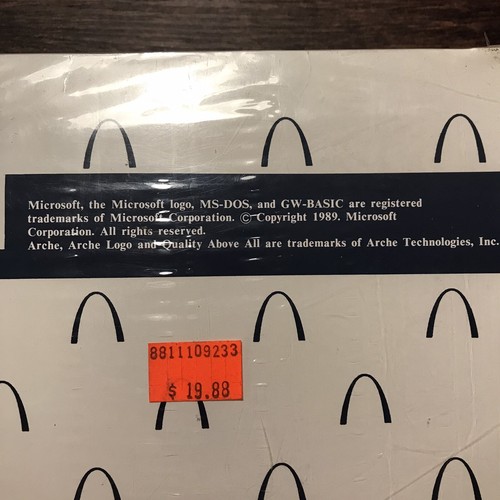 Microsoft, the Microsoft logo, MS-DOS, and GW-BASIC are registered
trademarks of Microsoft Corporation. © Copyright 1989. Microsoft
Corporation. All rights reserved.
Arche, Arche Logo and Quality Above All are trademarks of Arche Technologies, Inc.
8811109233
$ 19.88